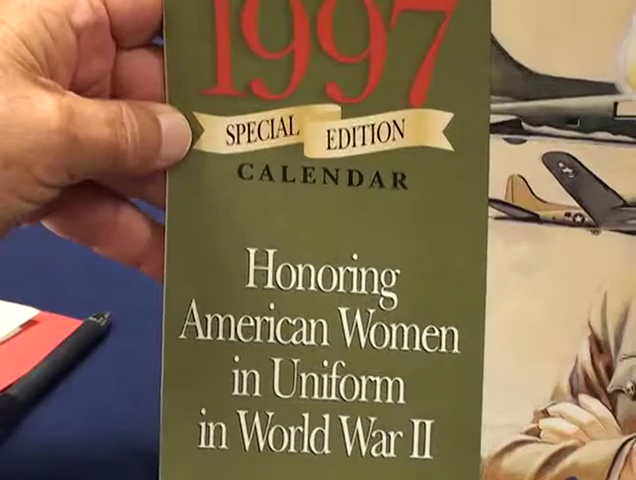 1997
SPECIAL EDITION
CALENDAR
Honoring
American Women
in Uniform
in World War II